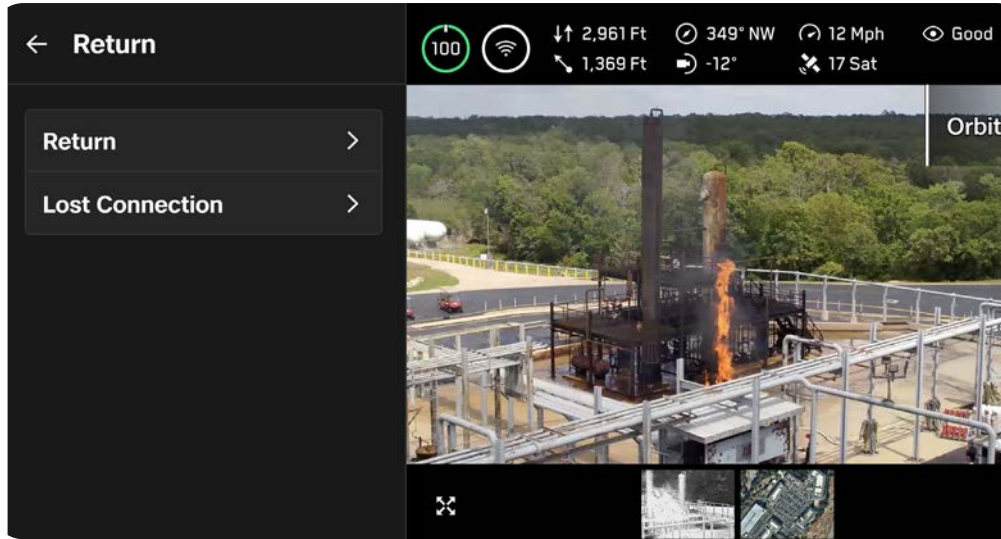 Return
Return
Lost Connection
100
2,961 Ft
349° NW
12 Mph
Good
1,369 Ft
-12°
17 Sat
Orbit